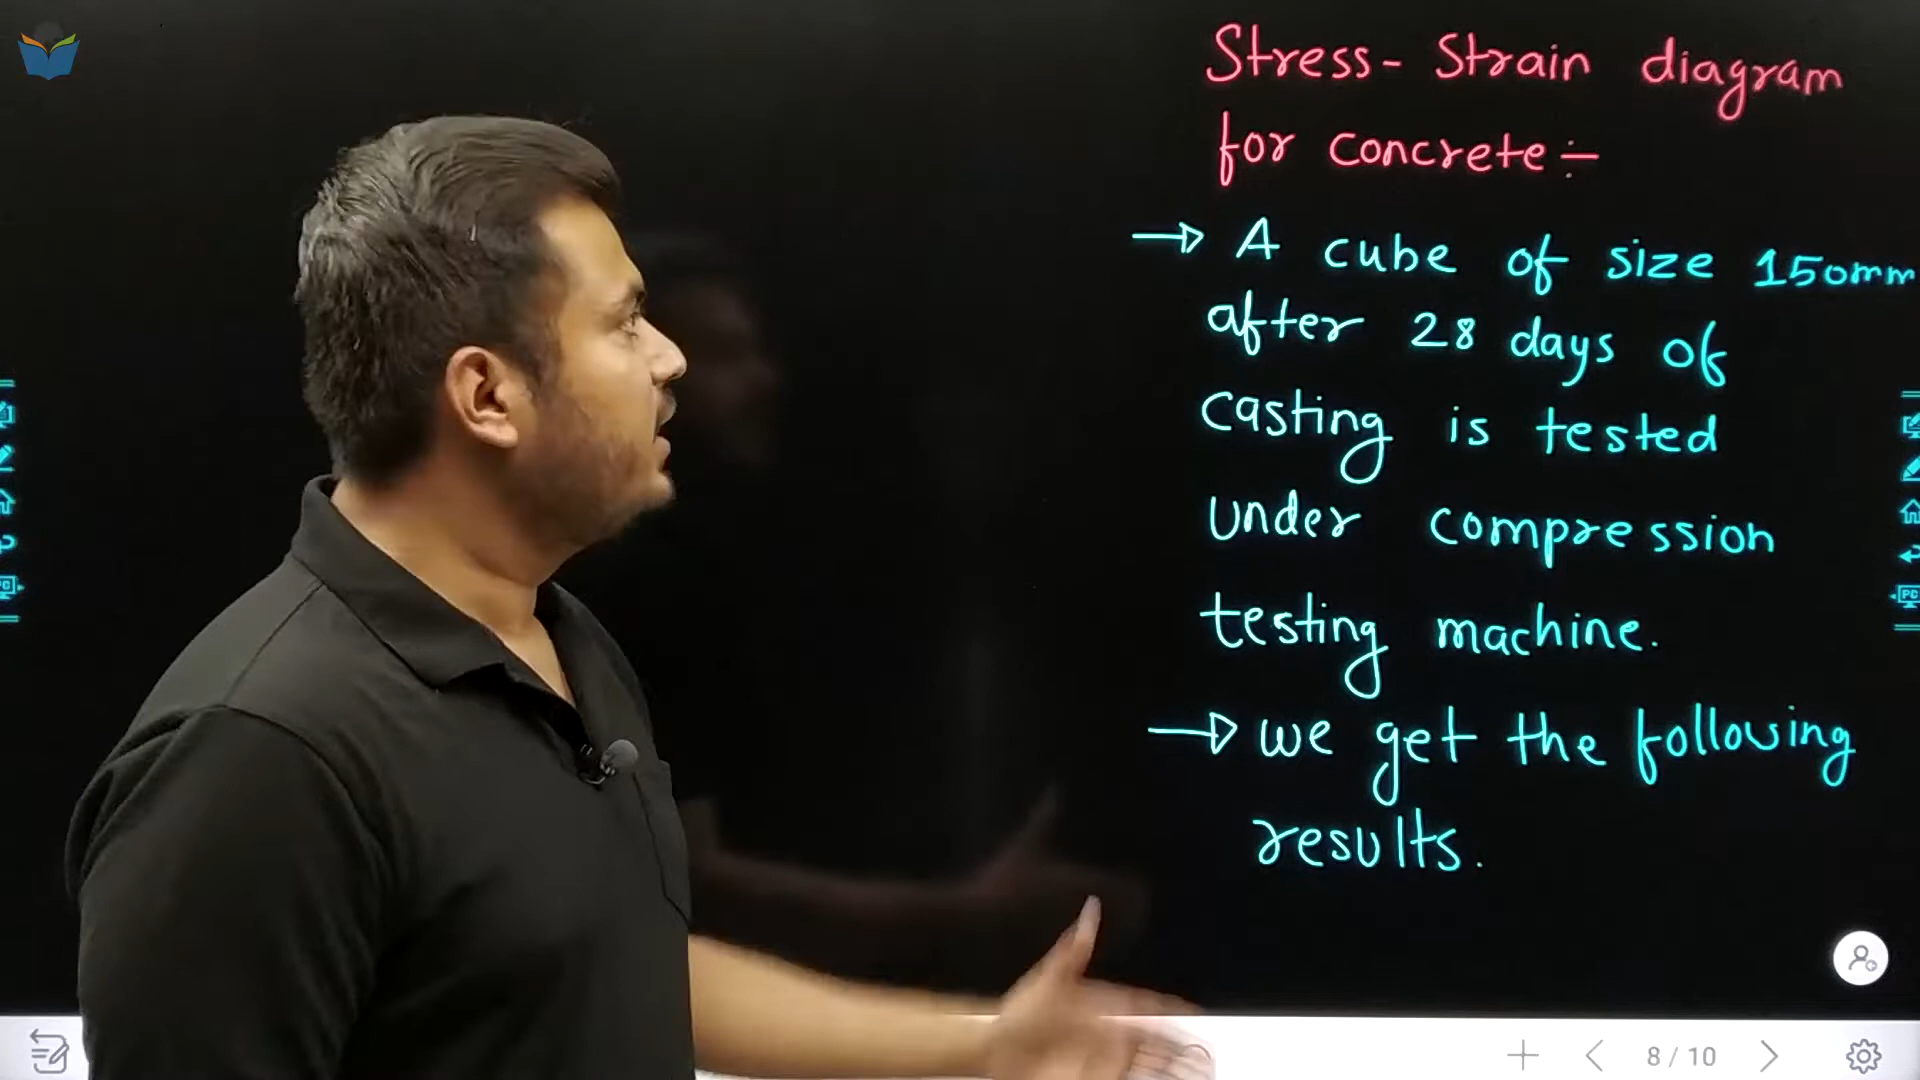 Stress - Strain diagram
for concrete :-
→ A cube of size 150mm
after 28 days of
casting is tested
under compression
testing machine.
→ we get the following
results.
8 / 10